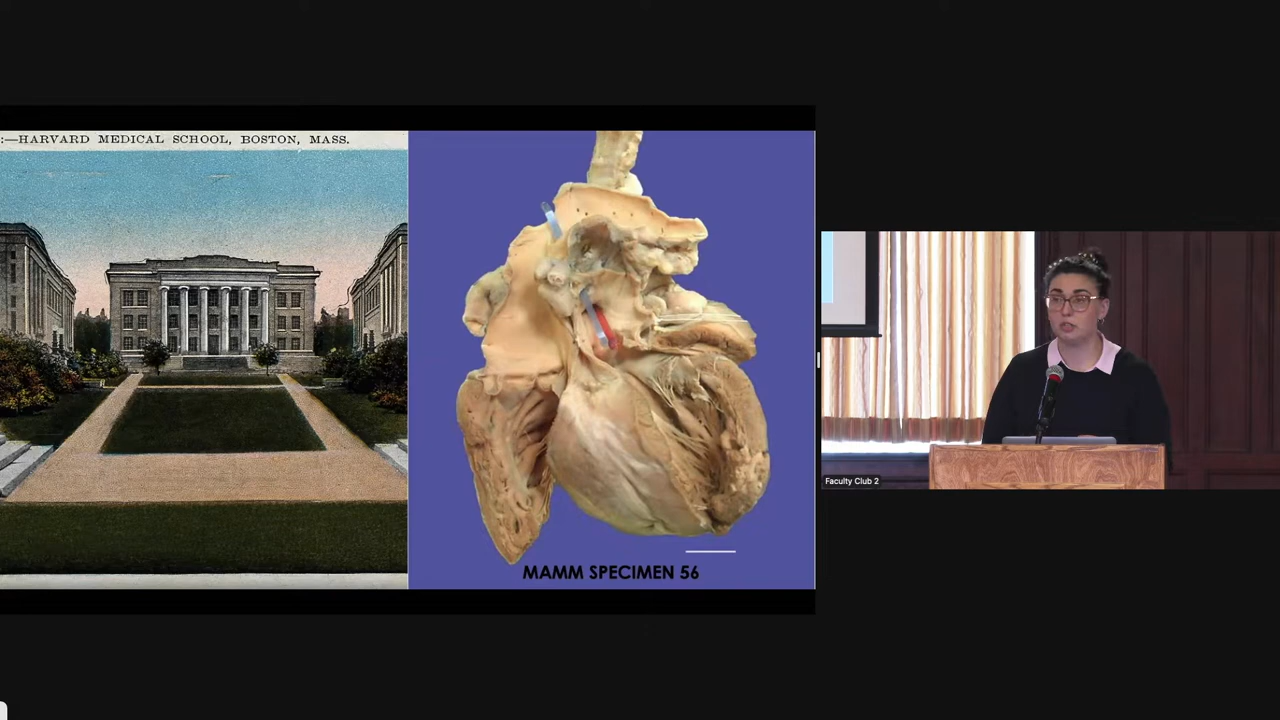 :—HARVARD MEDICAL SCHOOL, BOSTON, MASS.
MAMM SPECIMEN 56
Faculty Club 2